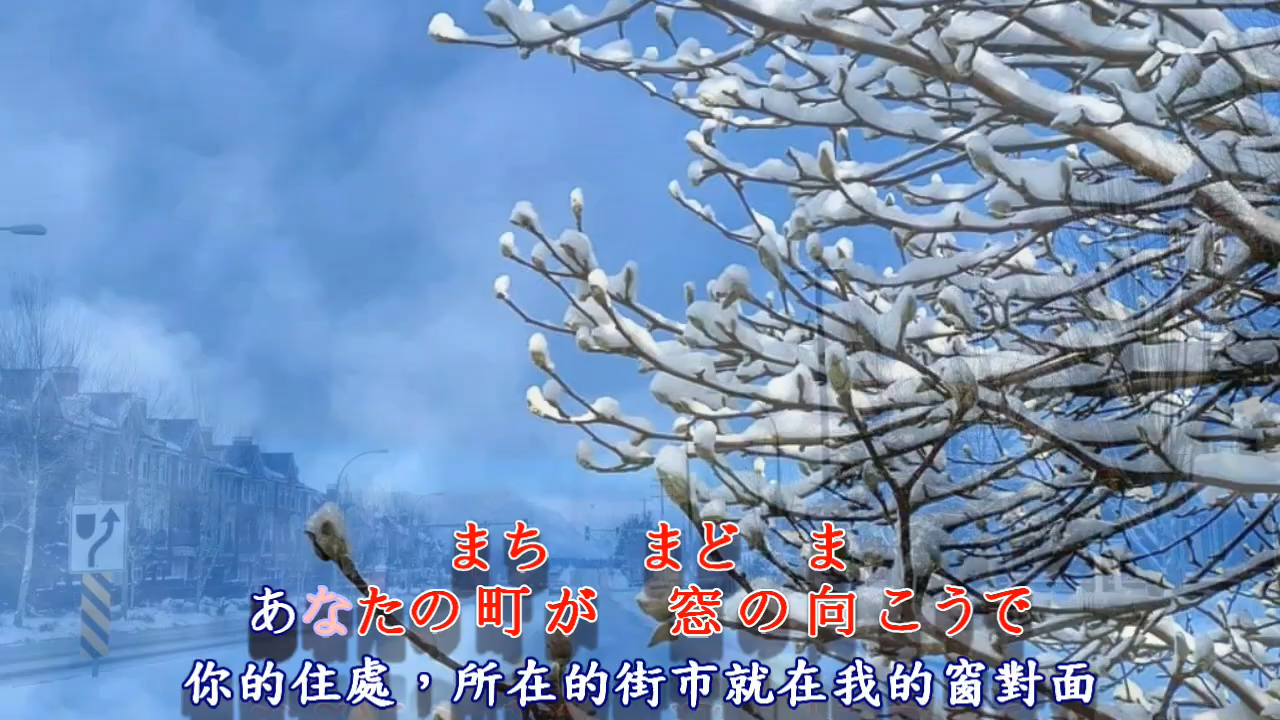 まち まど ま
あなたの町が 窓の向こうで
你的住處，所在的街市就在我的窗對面